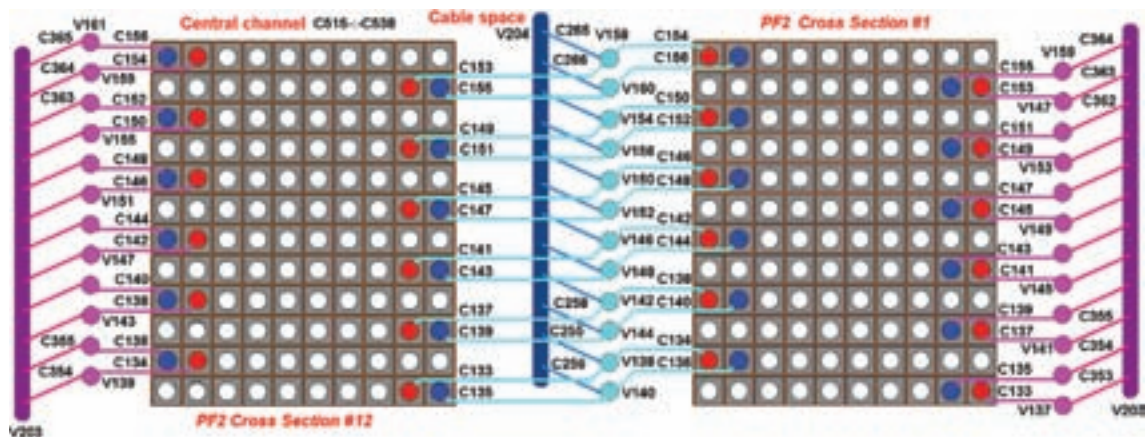 V161
C156
Central channel C515-:-C538
Cable space
PF2 Cross Section #1
C365
C154
V204
C265
V158
C154
C364
C364
V159
C153
C266
C156
C155
V159
C363
C363
C152
C155
V160
C150
C153
V147
C362
C150
V154
C152
C151
V155
C149
C151
V156
C146
C149
V153
C148
C146
V151
C145
V150
C148
C147
C144
C147
V152
C142
C145
V149
C142
V147
C141
V146
C144
C143
C140
C143
V148
C138
C141
V145
C138
V143
C137
C258
V142
C140
C139
C355
C355
C139
C250
V144
C134
C137
V141
C354
C138
C134
C256
V138
C136
C135
C354
V139
C133
C353
C135
V140
C133
V137
PF2 Cross Section #12
V203
V203